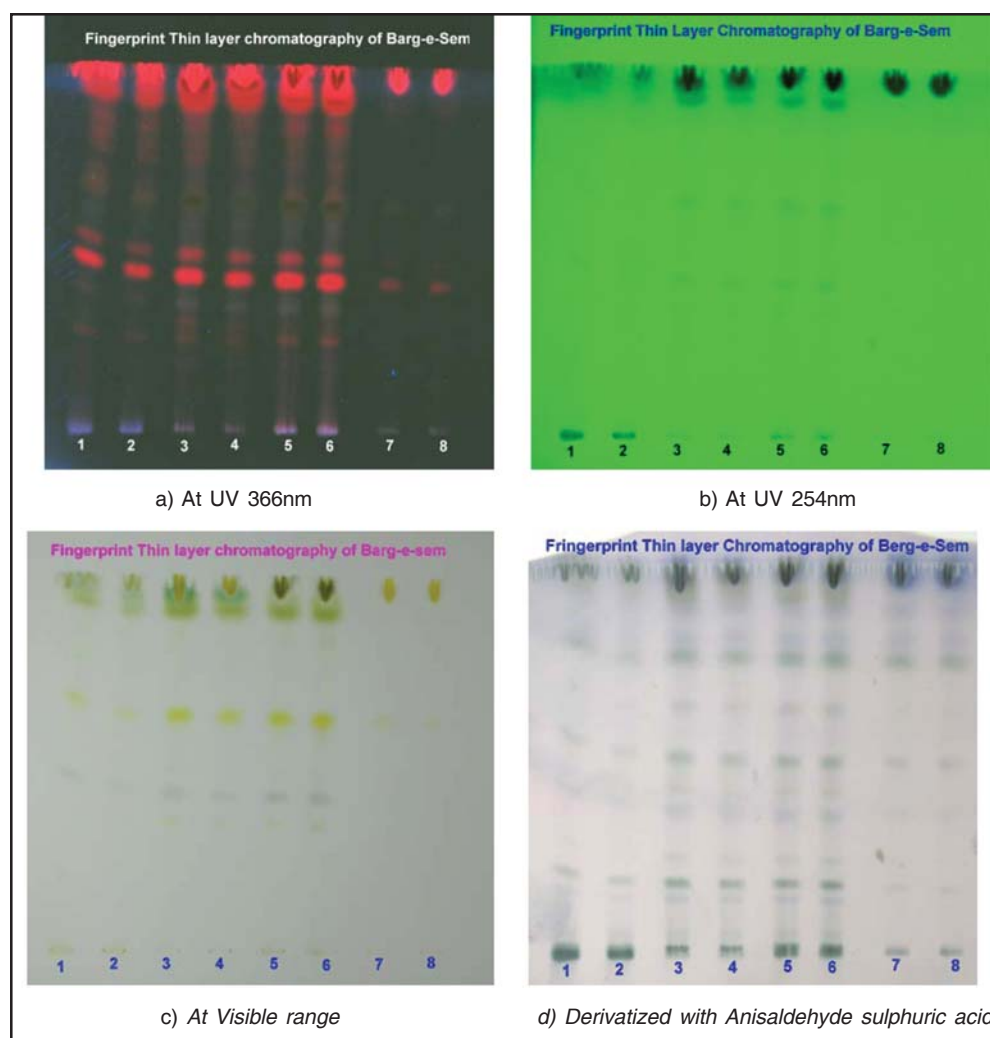 Fingerprint Thin layer chromatography of Barg-e-Sem
1 2 3 4 5 6 7 8
a) At UV 366nm
Fingerprint Thin Layer Chromatography of Barg-e-Sem
1 2 3 4 5 6 7 8
b) At UV 254nm
Fingerprint Thin layer chromatography of Barg-e-sem
1 2 3 4 5 6 7 8
c) At Visible range
Fringerprint Thin layer Chromatography of Berg-e-Sem
1 2 3 4 5 6 7 8
d) Derivatized with Anisaldehyde sulphuric acid